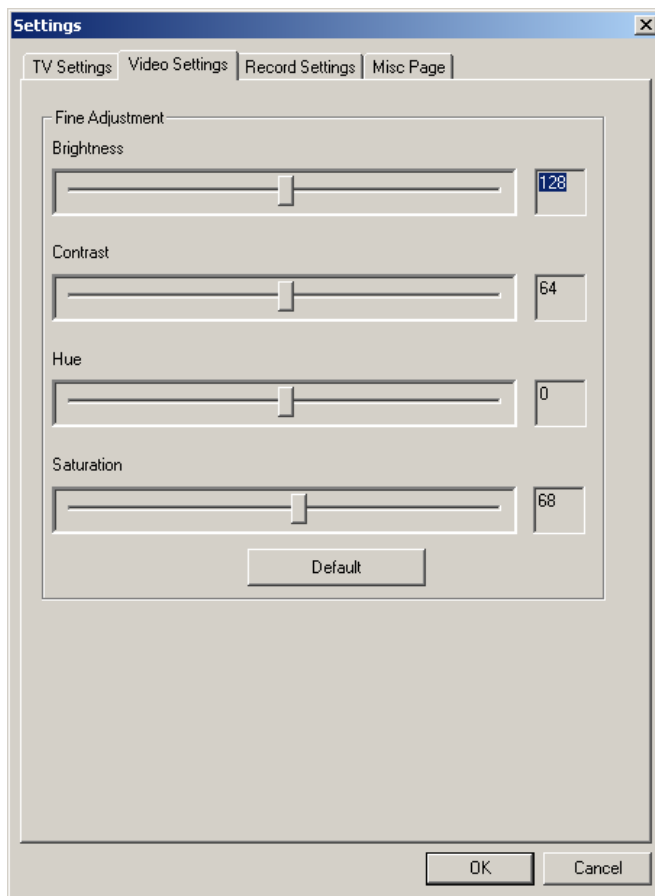 Settings
TV Settings Video Settings Record Settings Misc Page
Fine Adjustment
Brightness
128
Contrast
64
Hue
0
Saturation
68
Default
OK Cancel